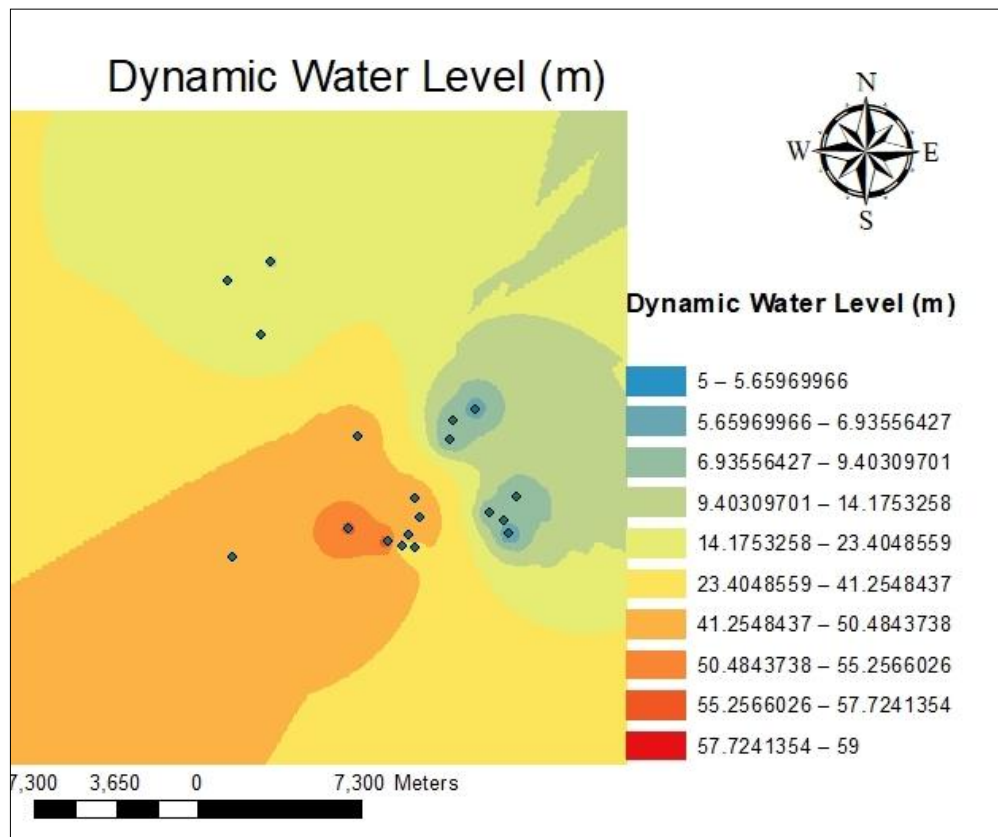 Dynamic Water Level (m)
N
W E
S
Dynamic Water Level (m)
5 – 5.65969966
5.65969966 – 6.93556427
6.93556427 – 9.40309701
9.40309701 – 14.1753258
14.1753258 – 23.4048559
23.4048559 – 41.2548437
41.2548437 – 50.4843738
50.4843738 – 55.2566026
55.2566026 – 57.7241354
57.7241354 – 59
7,300 3,650 0 7,300 Meters